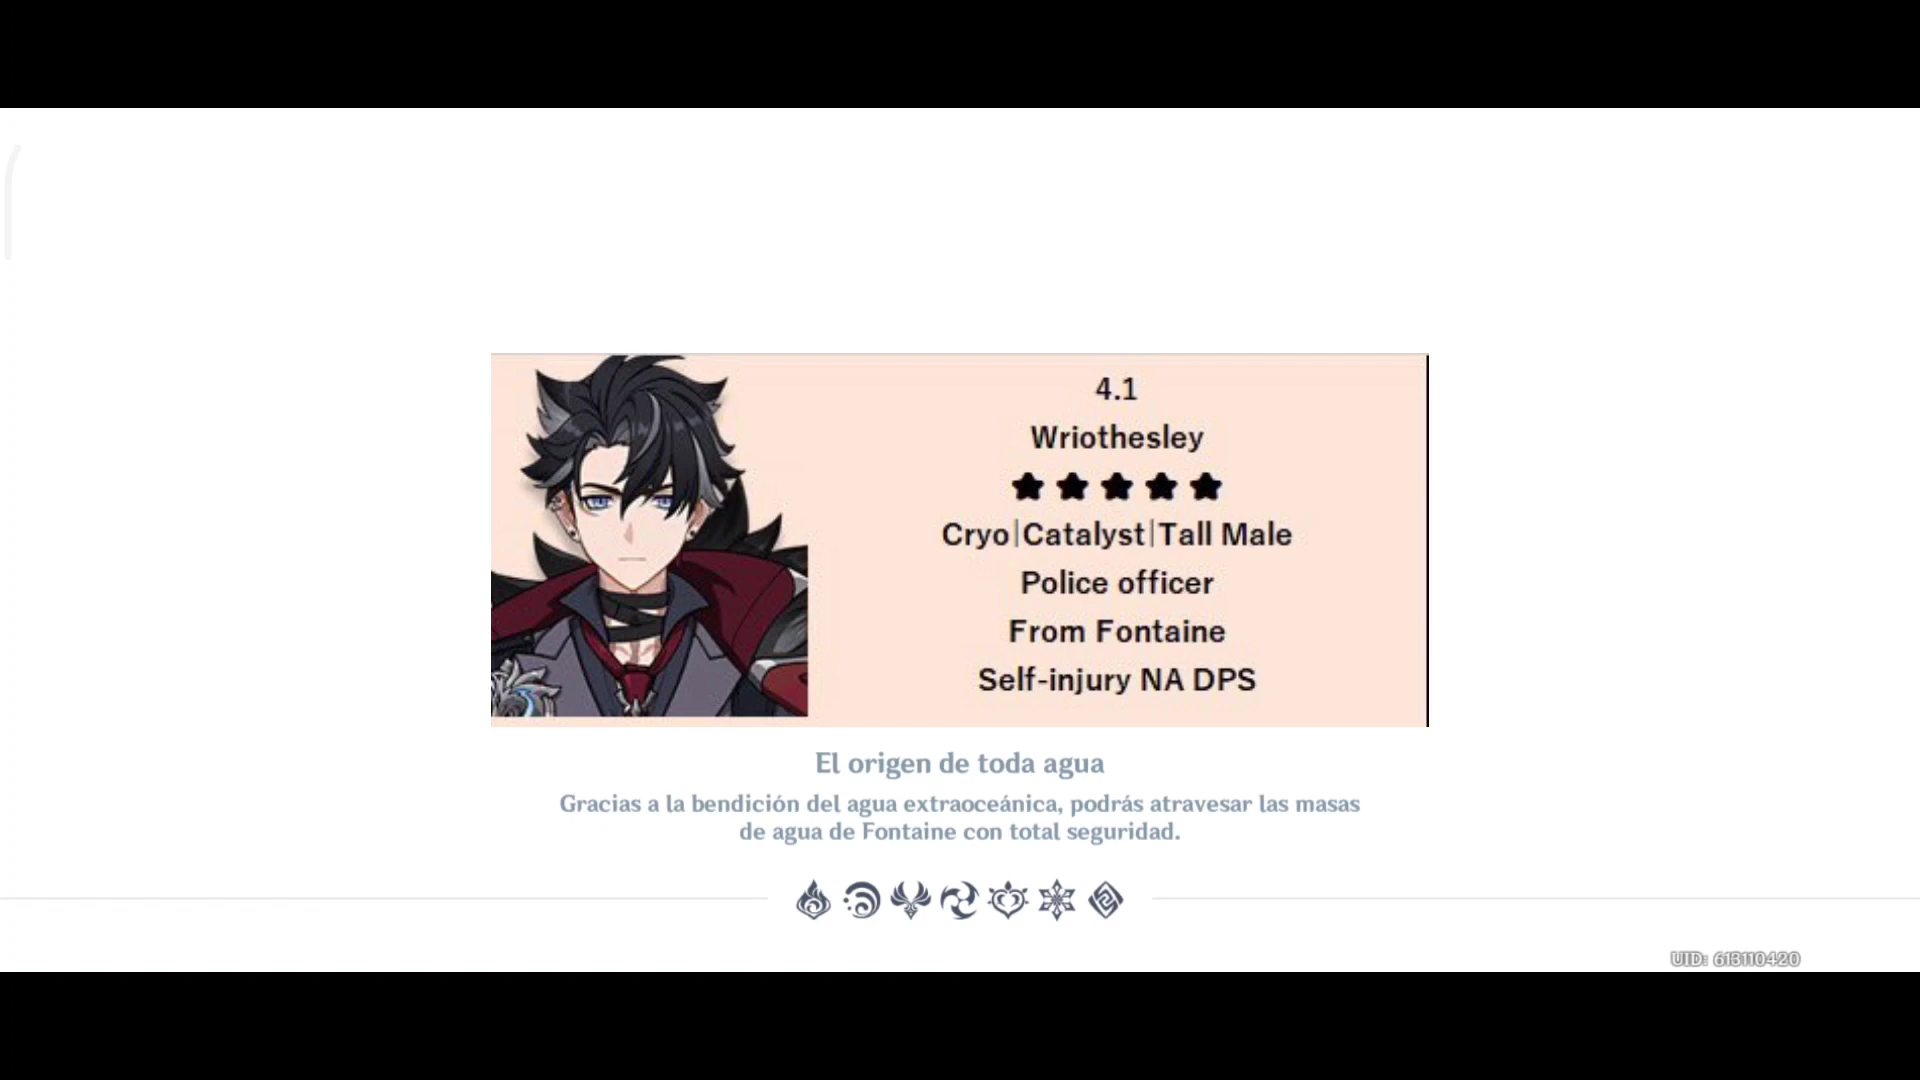 4.1
Wriothesley
★★★★★
Cryo|Catalyst|Tall Male
Police officer
From Fontaine
Self-injury NA DPS
El origen de toda agua
Gracias a la bendición del agua extraoceánica, podrás atravesar las masas
de agua de Fontaine con total seguridad.
UID: 613110420